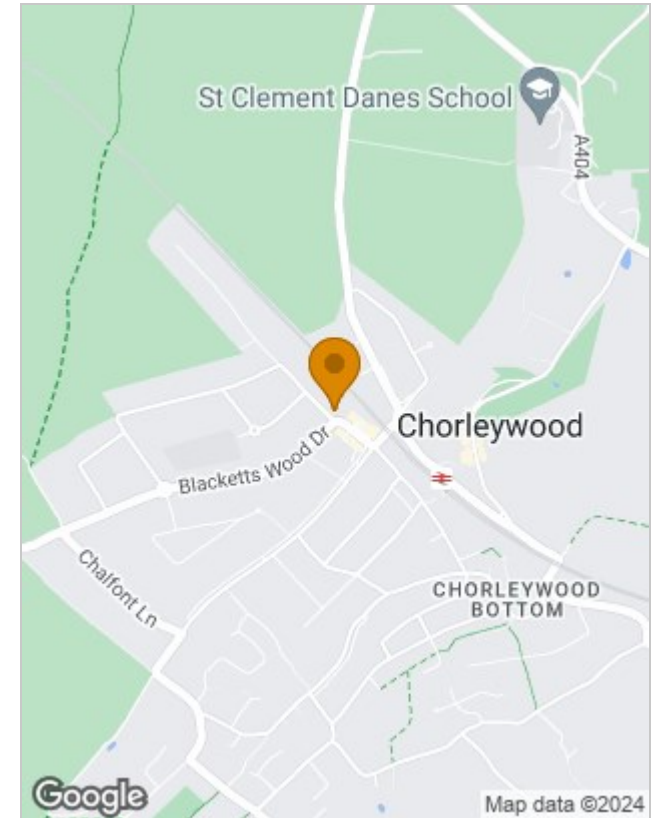 St Clement Danes School
A404
Chorleywood
Blacketts Wood Dr
Chalfont Ln
CHORLEYWOOD
BOTTOM
Google
Map data ©2024